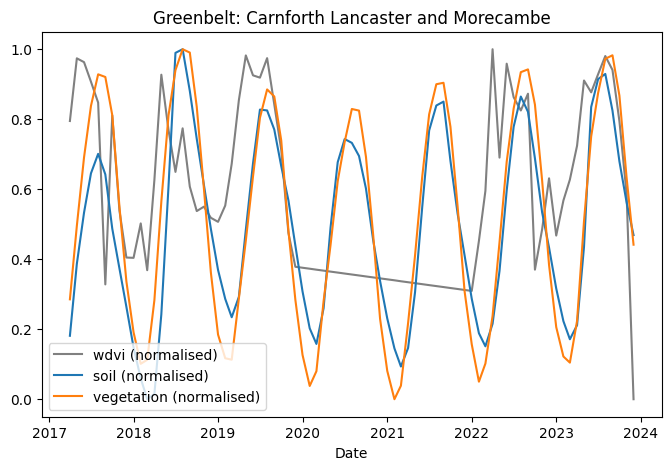 Greenbelt: Carnforth Lancaster and Morecambe
1.0
0.8
0.6
0.4
0.2
0.0
wdvi (normalised)
soil (normalised)
vegetation (normalised)
2017 2018 2019 2020 2021 2022 2023 2024
Date